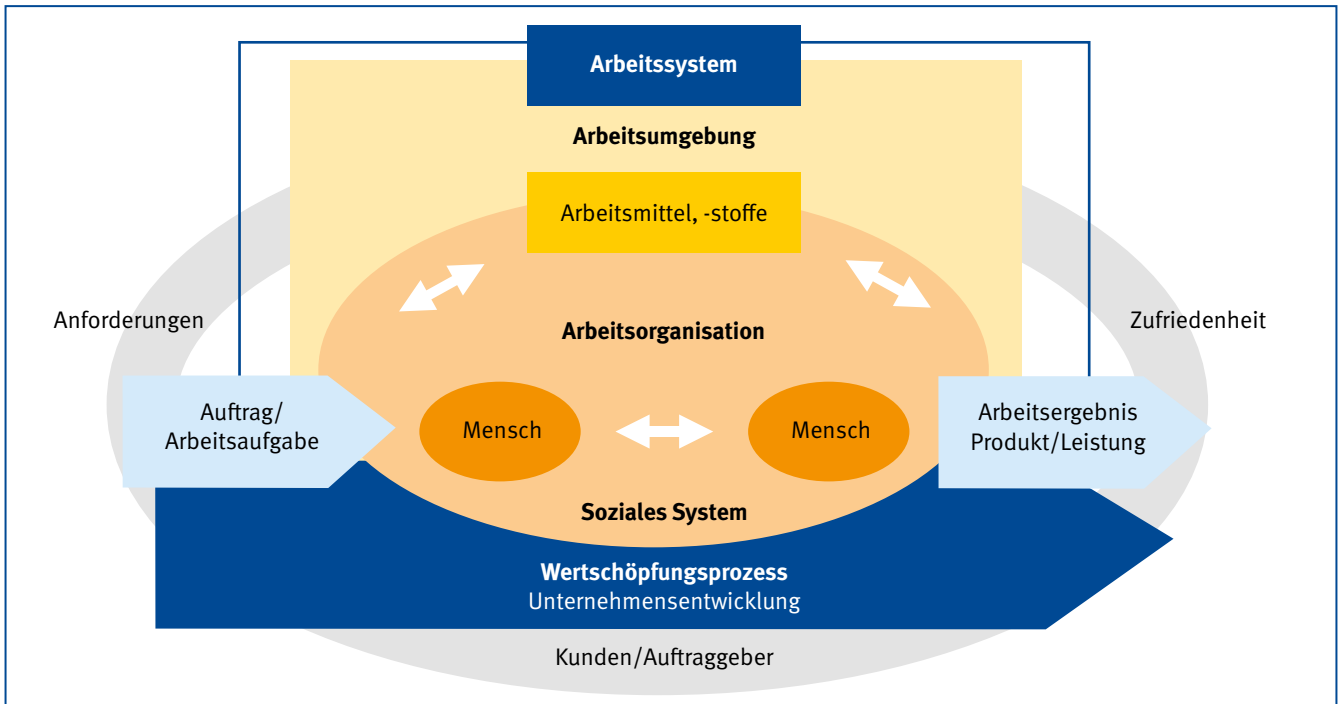 Arbeitssystem
Arbeitsumgebung
Arbeitsmittel, -stoffe
Anforderungen
Zufriedenheit
Arbeitsorganisation
Auftrag/
Arbeitsaufgabe
Mensch
Mensch
Arbeitsergebnis
Produkt/Leistung
Soziales System
Wertschöpfungsprozess
Unternehmensentwicklung
Kunden/Auftraggeber